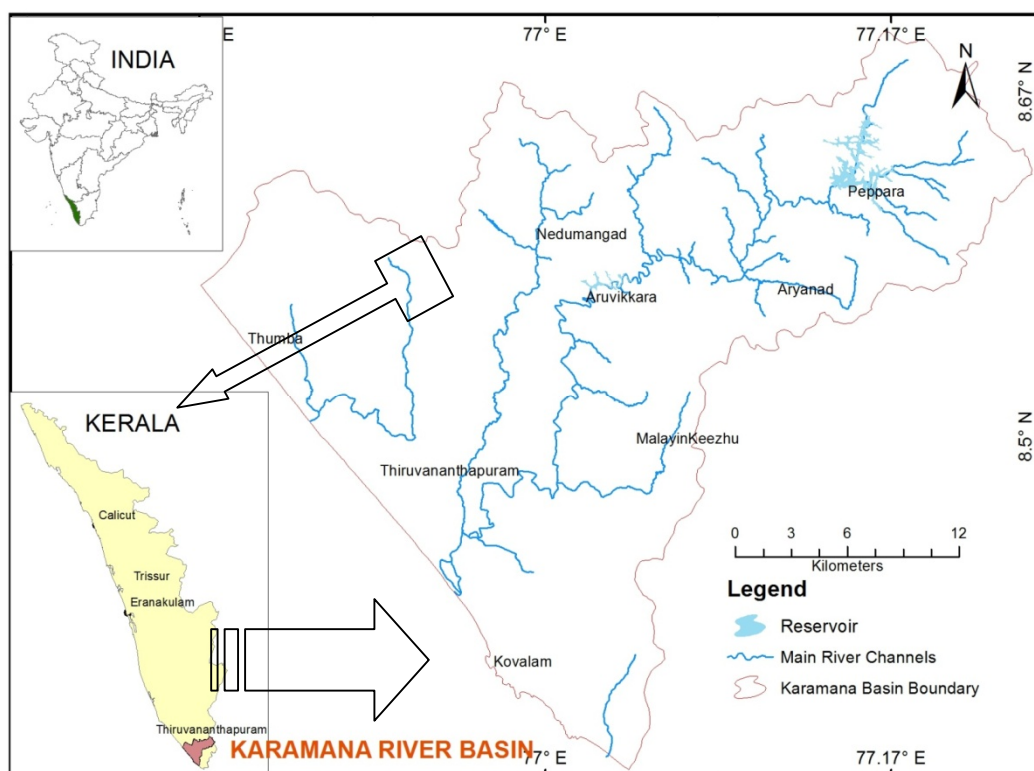 ° E
77° E
77.17° E
N
8.67° N
INDIA
Peppara
Nedumangad
Aruvikkara
Aryanad
Thumba
KERALA
8.5° N
MalayinKeezhu
Thiruvananthapuram
Calicut
0 3 6 12
Kilometers
Trissur
Legend
Eranakulam
Reservoir
Main River Channels
Kovalam
Karamana Basin Boundary
Thiruvananthapuram
KARAMANA RIVER BASIN
77° E
77.17° E